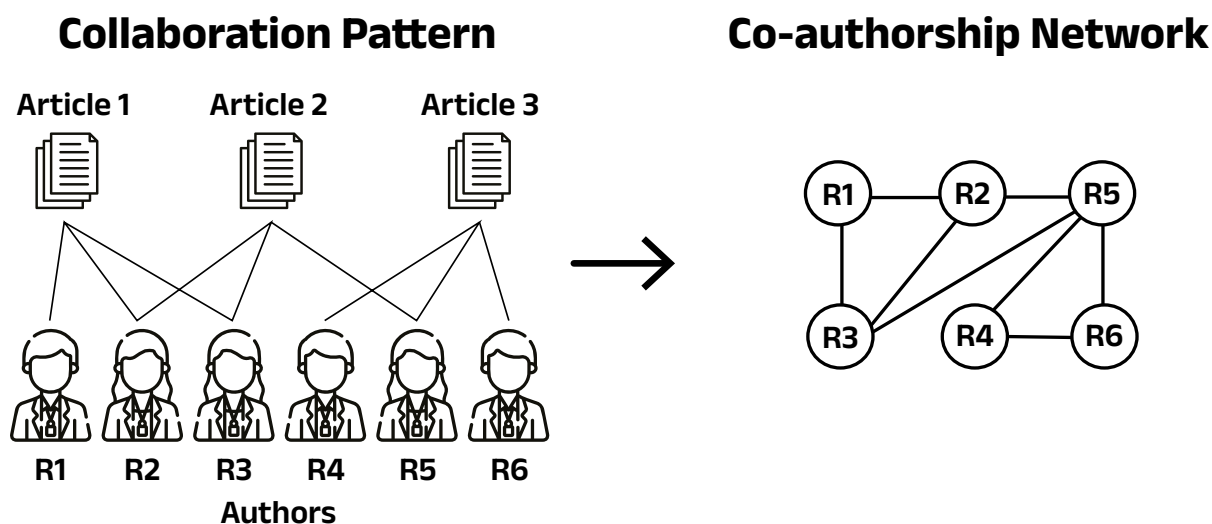 Collaboration Pattern
Co-authorship Network
Article 1
Article 2
Article 3
R1
R2
R5
R3
R4
R6
R1
R2
R3
R4
R5
R6
Authors